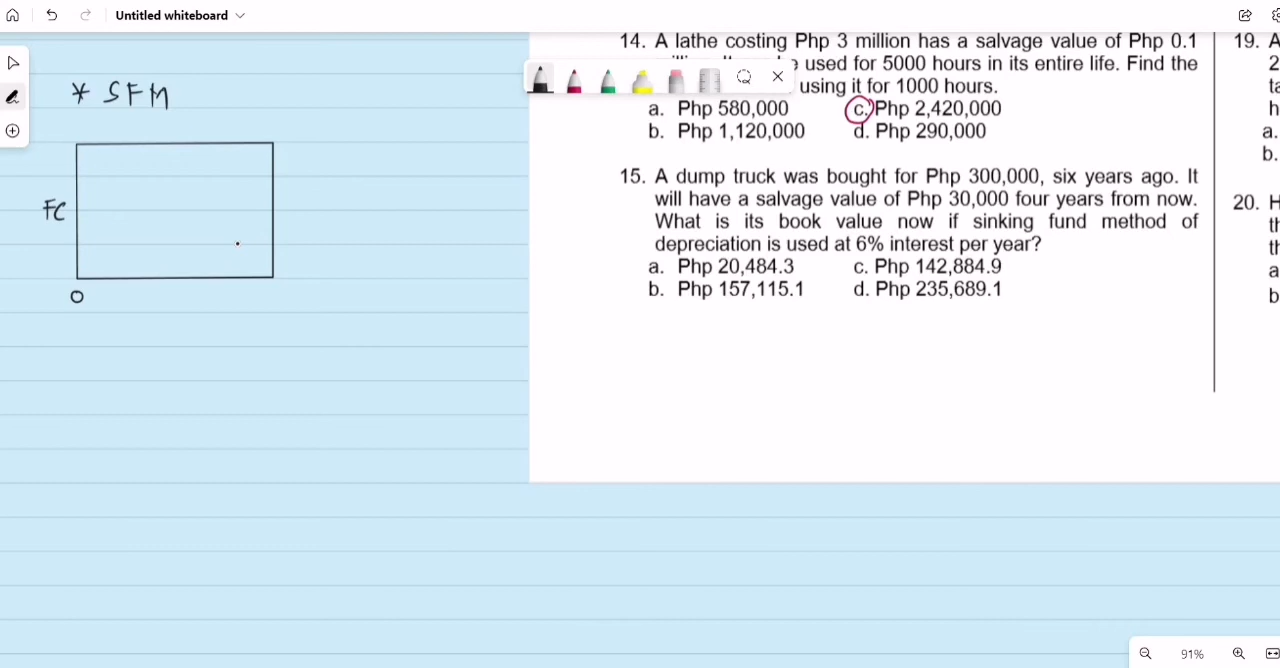 Untitled whiteboard
* SFM
FC
0
14. A lathe costing Php 3 million has a salvage value of Php 0.1
used for 5000 hours in its entire life. Find the
using it for 1000 hours.
a. Php 580,000 c. Php 2,420,000
b. Php 1,120,000 d. Php 290,000
15. A dump truck was bought for Php 300,000, six years ago. It
will have a salvage value of Php 30,000 four years from now.
What is its book value now if sinking fund method of
depreciation is used at 6% interest per year?
a. Php 20,484.3 c. Php 142,884.9
b. Php 157,115.1 d. Php 235,689.1
19. A
2
ta
h
a.
b.
20. H
th
th
a
b
91%